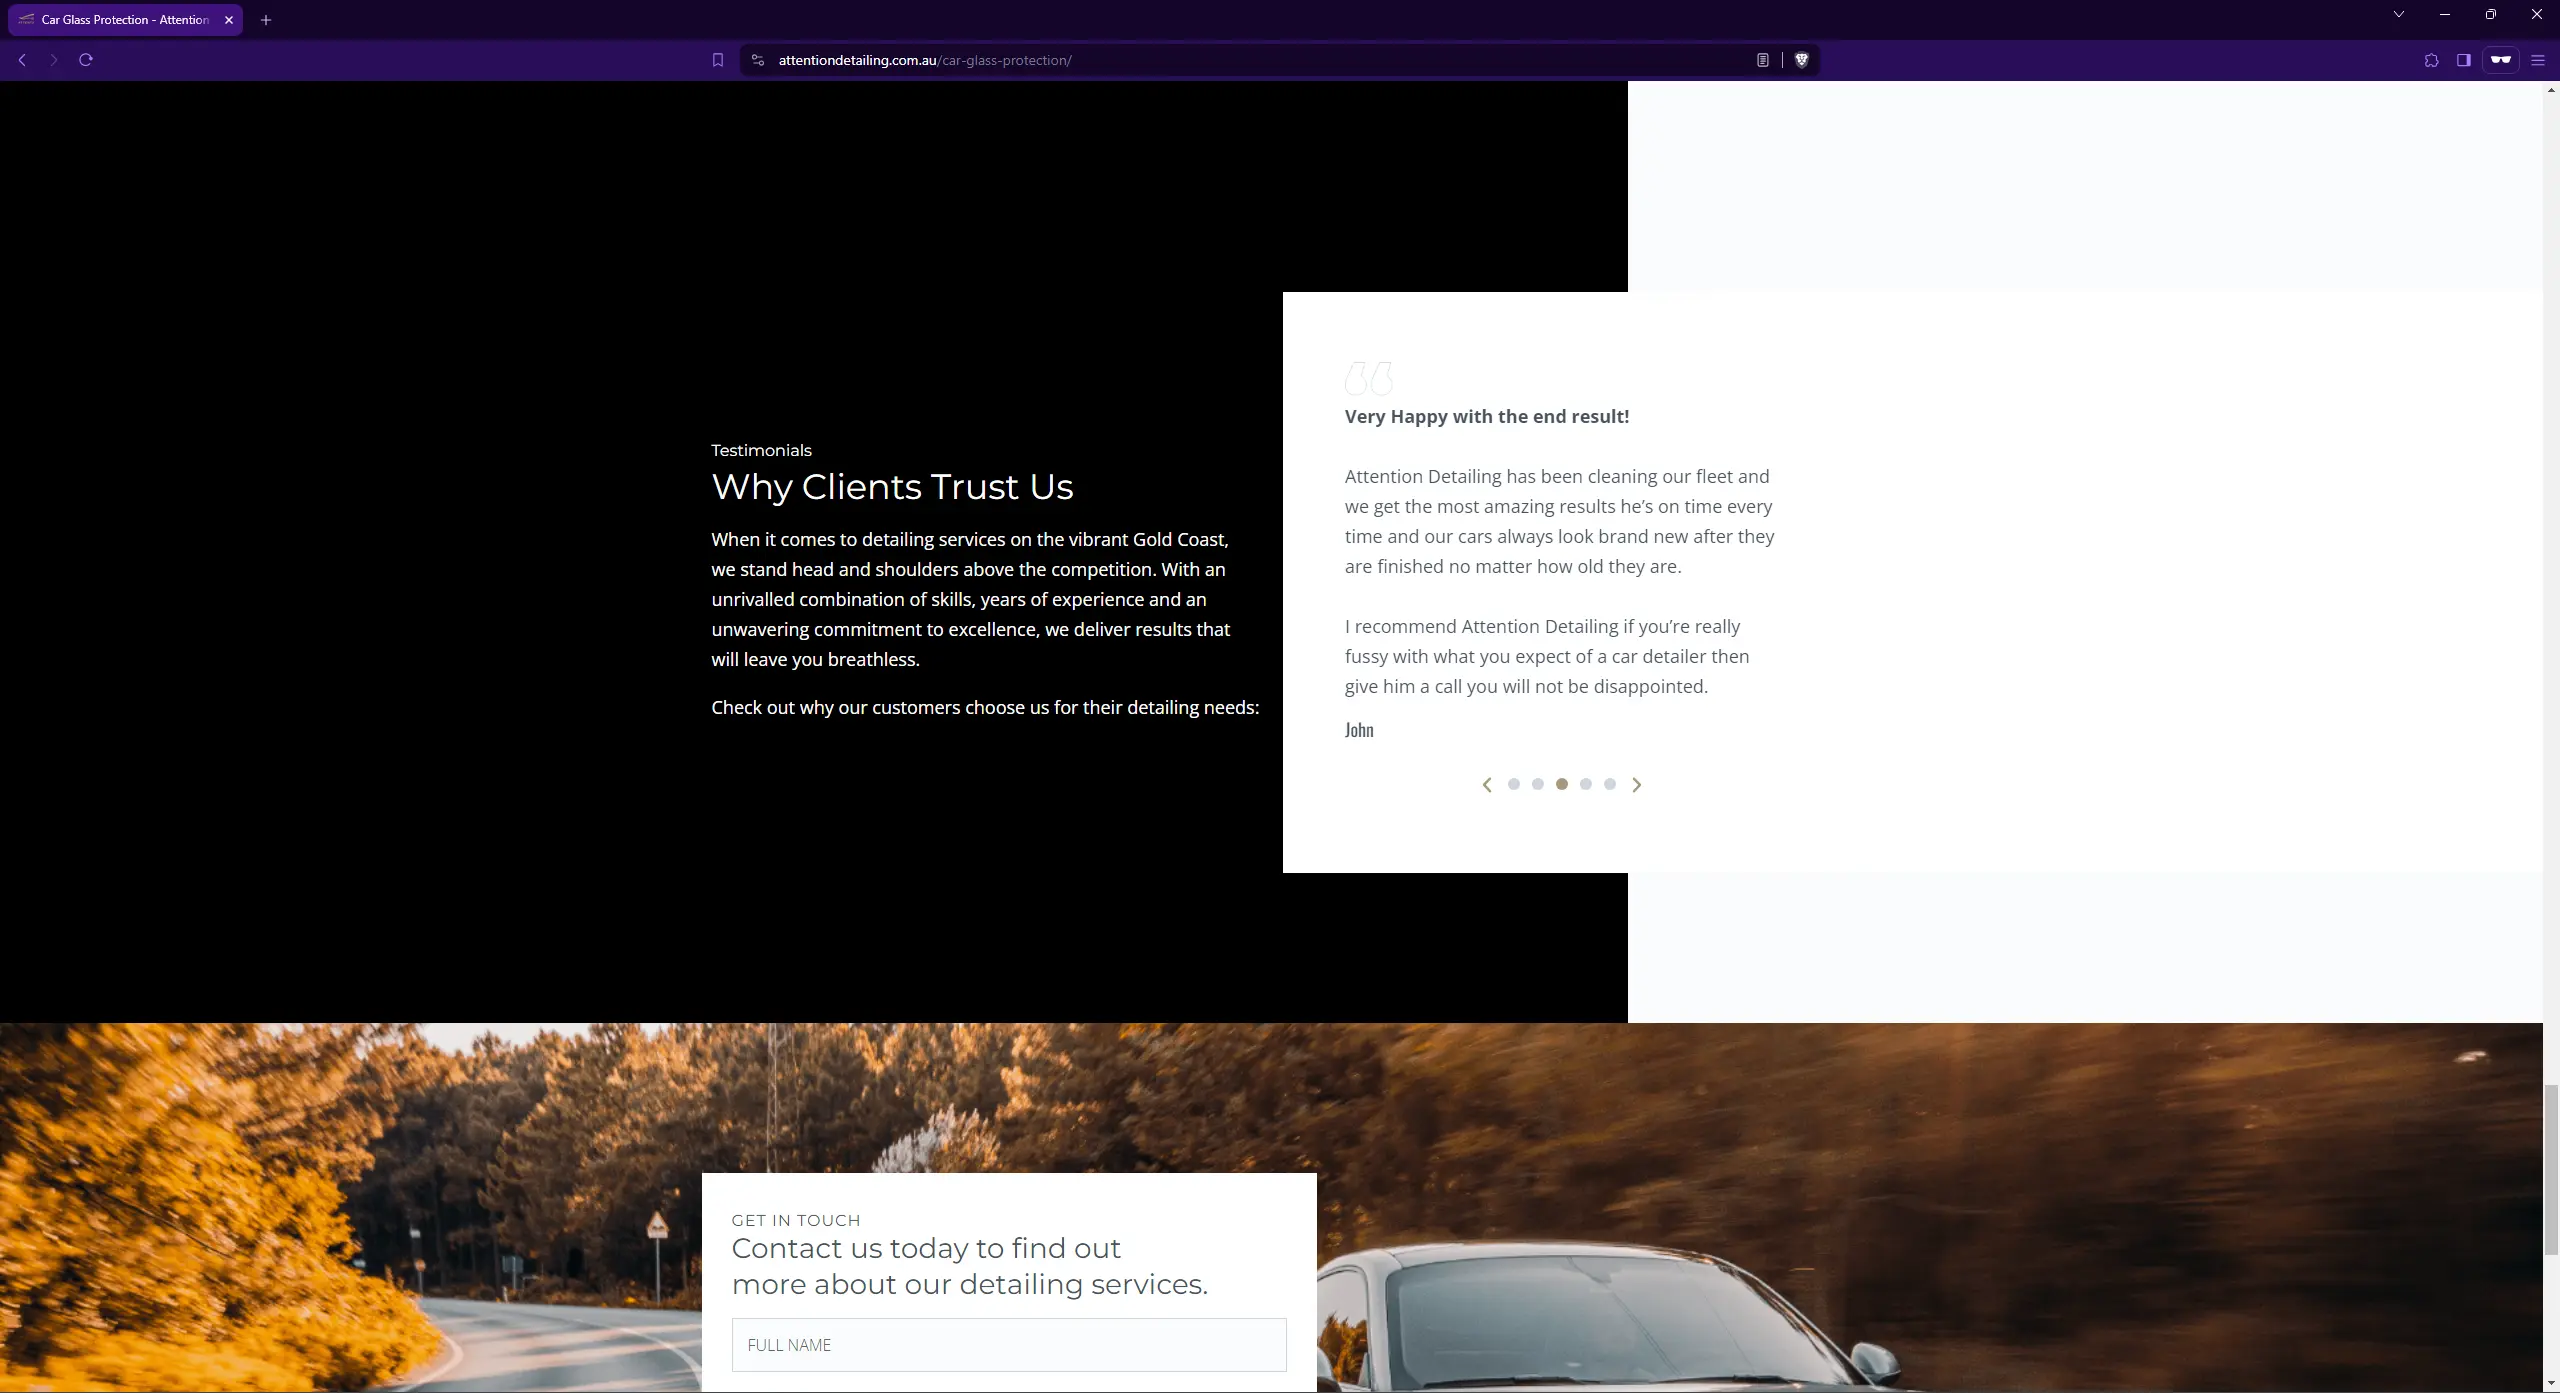 Car Glass Protection - Attention
attentiondetailing.com.au/car-glass-protection/
Testimonials
Why Clients Trust Us
When it comes to detailing services on the vibrant Gold Coast,
we stand head and shoulders above the competition. With an
unrivalled combination of skills, years of experience and an
unwavering commitment to excellence, we deliver results that
will leave you breathless.
Check out why our customers choose us for their detailing needs:
Very Happy with the end result!
Attention Detailing has been cleaning our fleet and
we get the most amazing results he’s on time every
time and our cars always look brand new after they
are finished no matter how old they are.
I recommend Attention Detailing if you’re really
fussy with what you expect of a car detailer then
give him a call you will not be disappointed.
John
GET IN TOUCH
Contact us today to find out
more about our detailing services.
FULL NAME